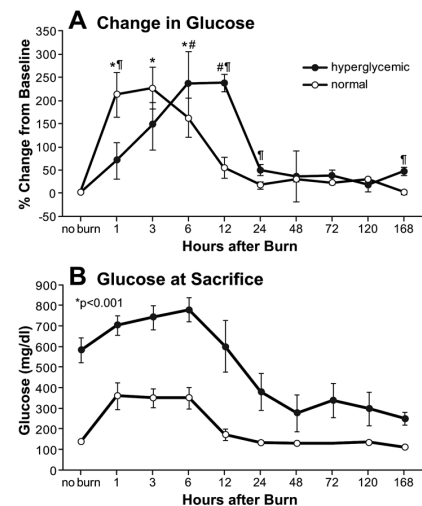 A Change in Glucose
350
300
250
200
150
100
50
0
-50
% Change from Baseline
*¶
*
*#
#¶
¶
¶
hyperglycemic
normal
no burn 1 3 6 12 24 48 72 120 168
Hours after Burn
B Glucose at Sacrifice
*p<0.001
900
800
700
600
500
400
300
200
100
0
Glucose (mg/dl)
no burn 1 3 6 12 24 48 72 120 168
Hours after Burn